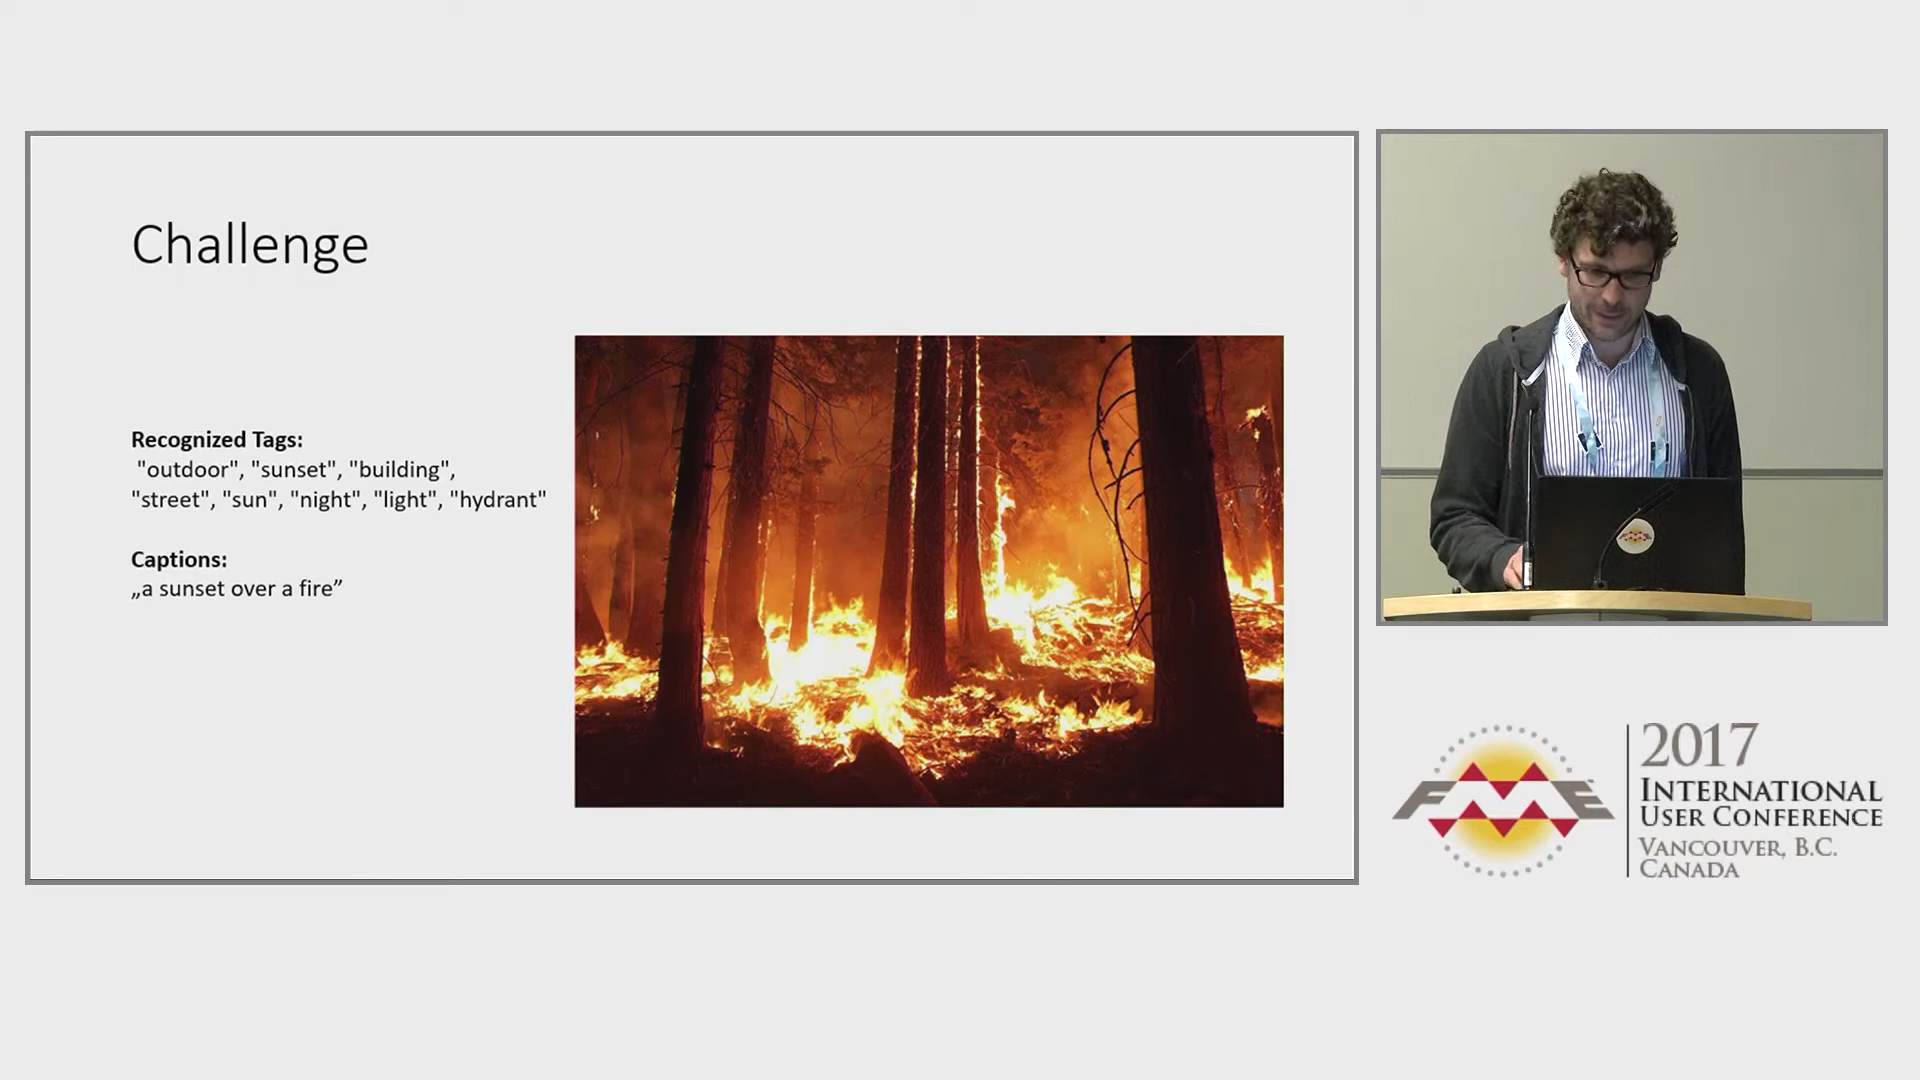 Challenge
Recognized Tags:
"outdoor", "sunset", "building",
"street", "sun", "night", "light", "hydrant"
Captions:
„a sunset over a fire”
FME
2017
INTERNATIONAL
USER CONFERENCE
VANCOUVER, B.C.
CANADA